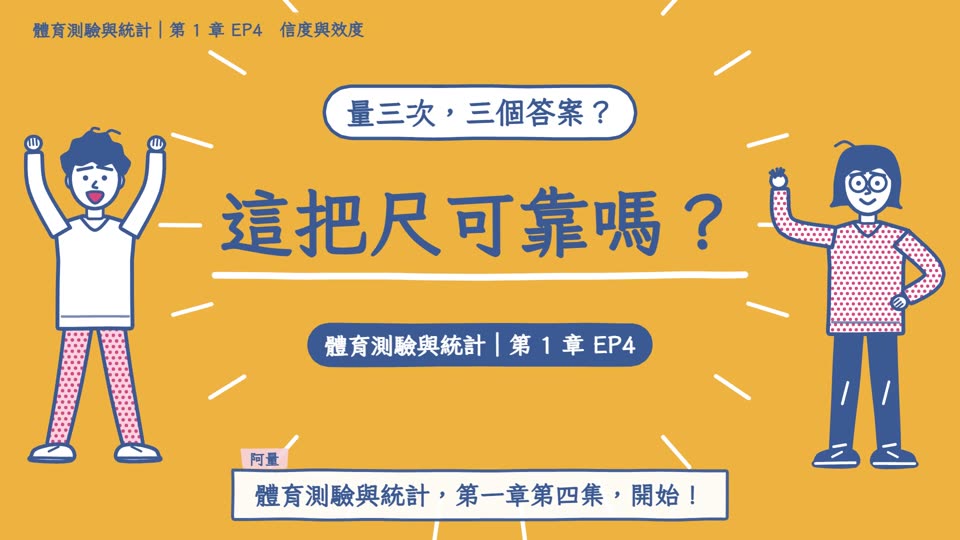 體育測驗與統計｜第 1 章 EP4　信度與效度
量三次，三個答案？
這把尺可靠嗎？
體育測驗與統計｜第 1 章 EP4
阿量
體育測驗與統計，第一章第四集，開始！